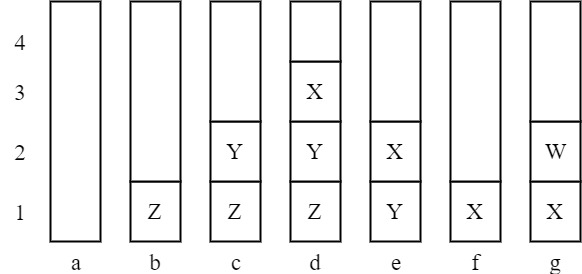 4
3 X
2 Y Y X W
1 Z Z Z Y X X
a b c d e f g